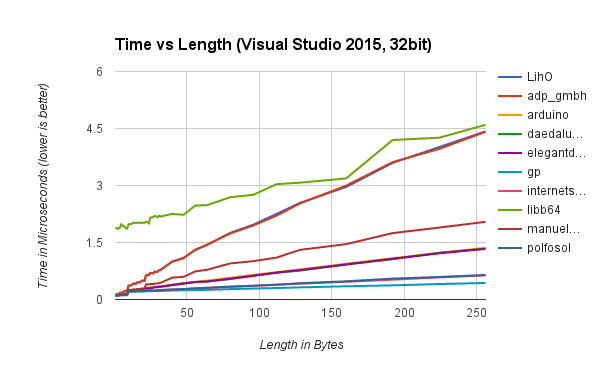 Time vs Length (Visual Studio 2015, 32bit)
Time in Microseconds (lower is better)
6
4.5
3
1.5
0
50
100
150
200
250
Length in Bytes
LihO
adp_gmbh
arduino
daedalu…
elegantd…
gp
internets…
libb64
manuel…
polfosol